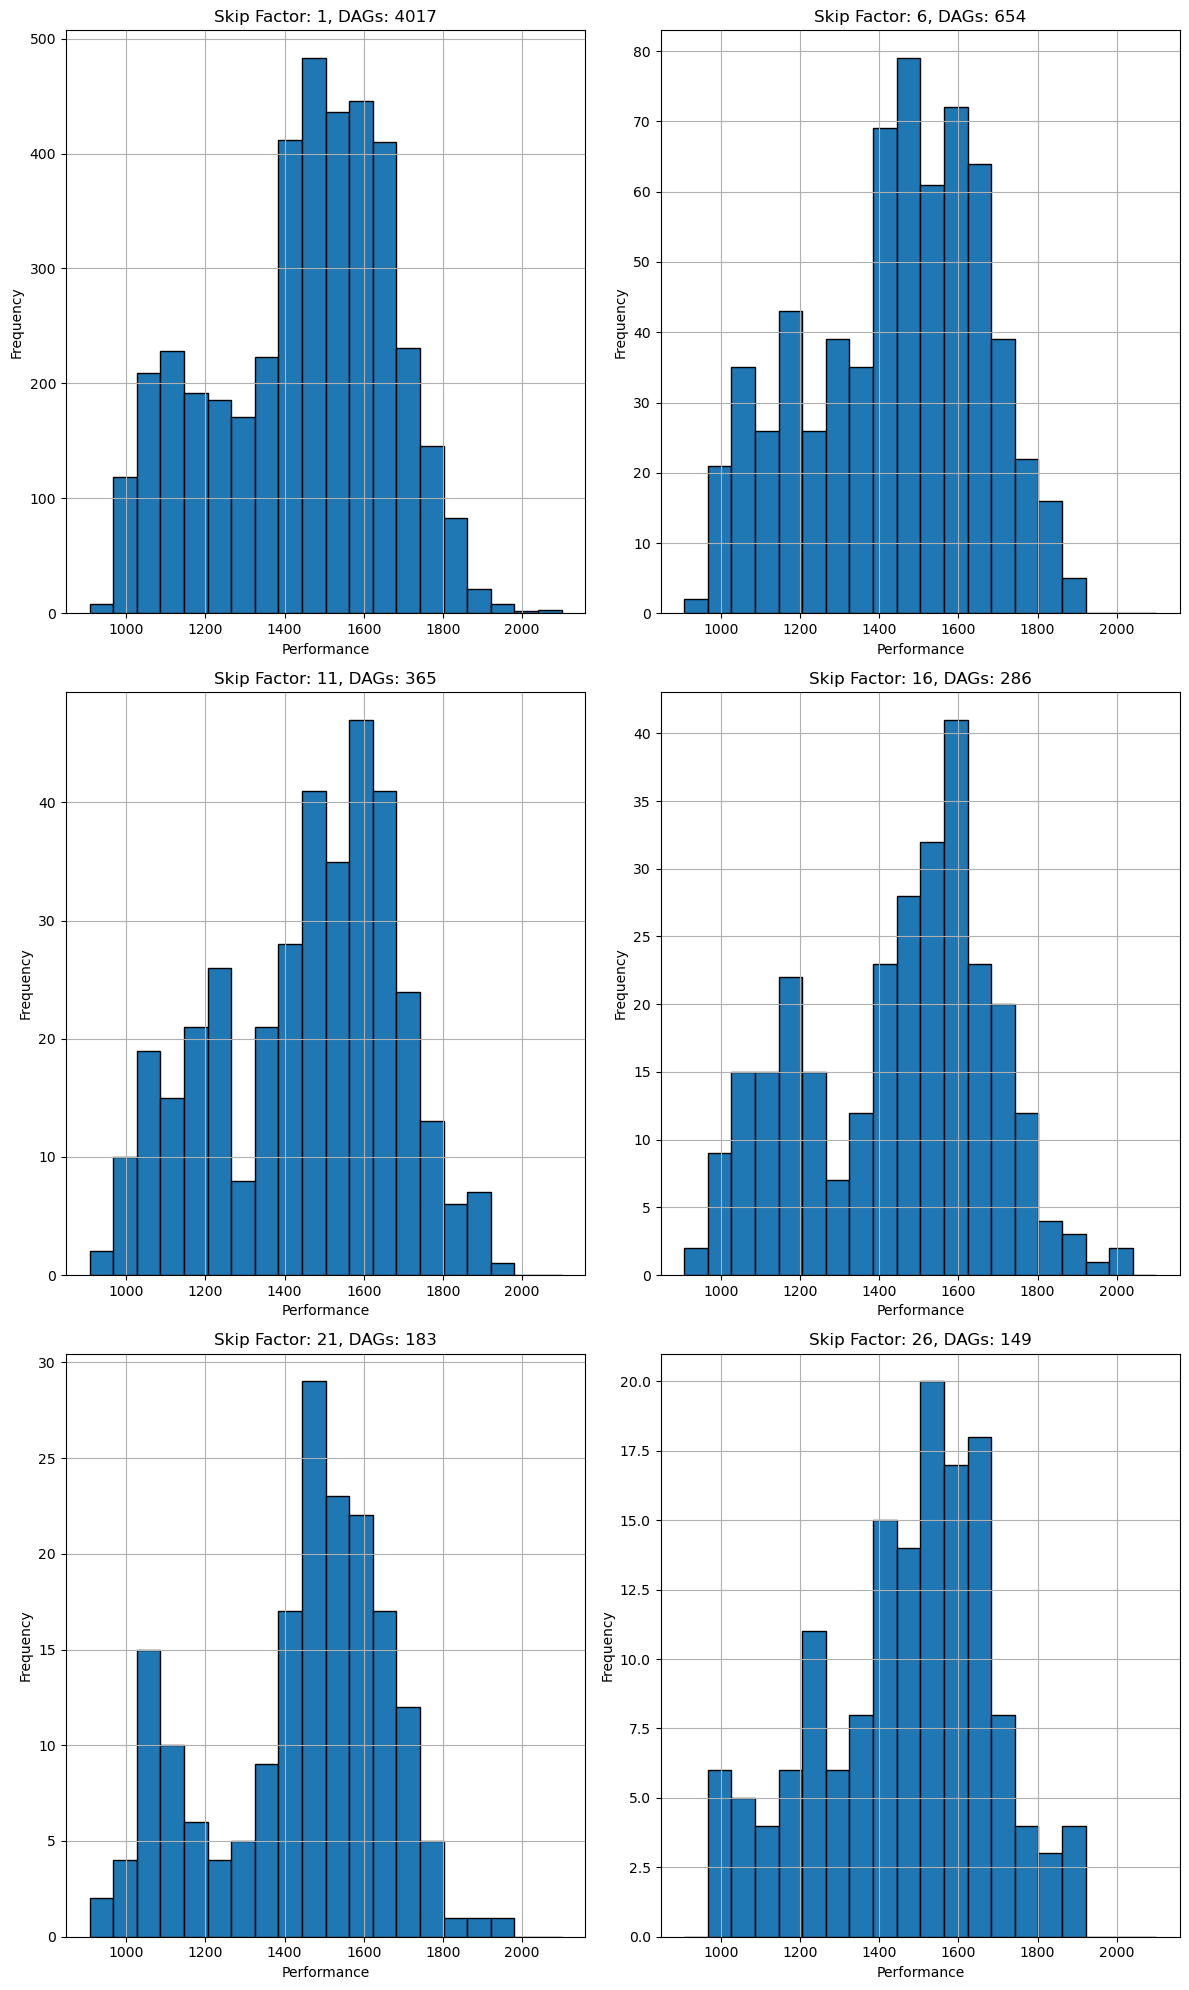 Skip Factor: 1, DAGs: 4017
Frequency
500
400
300
200
100
0
1000 1200 1400 1600 1800 2000
Performance
Skip Factor: 6, DAGs: 654
Frequency
80
70
60
50
40
30
20
10
0
1000 1200 1400 1600 1800 2000
Performance
Skip Factor: 11, DAGs: 365
Frequency
40
30
20
10
0
1000 1200 1400 1600 1800 2000
Performance
Skip Factor: 16, DAGs: 286
Frequency
40
35
30
25
20
15
10
5
0
1000 1200 1400 1600 1800 2000
Performance
Skip Factor: 21, DAGs: 183
Frequency
30
25
20
15
10
5
0
1000 1200 1400 1600 1800 2000
Performance
Skip Factor: 26, DAGs: 149
Frequency
20.0
17.5
15.0
12.5
10.0
7.5
5.0
2.5
0.0
1000 1200 1400 1600 1800 2000
Performance